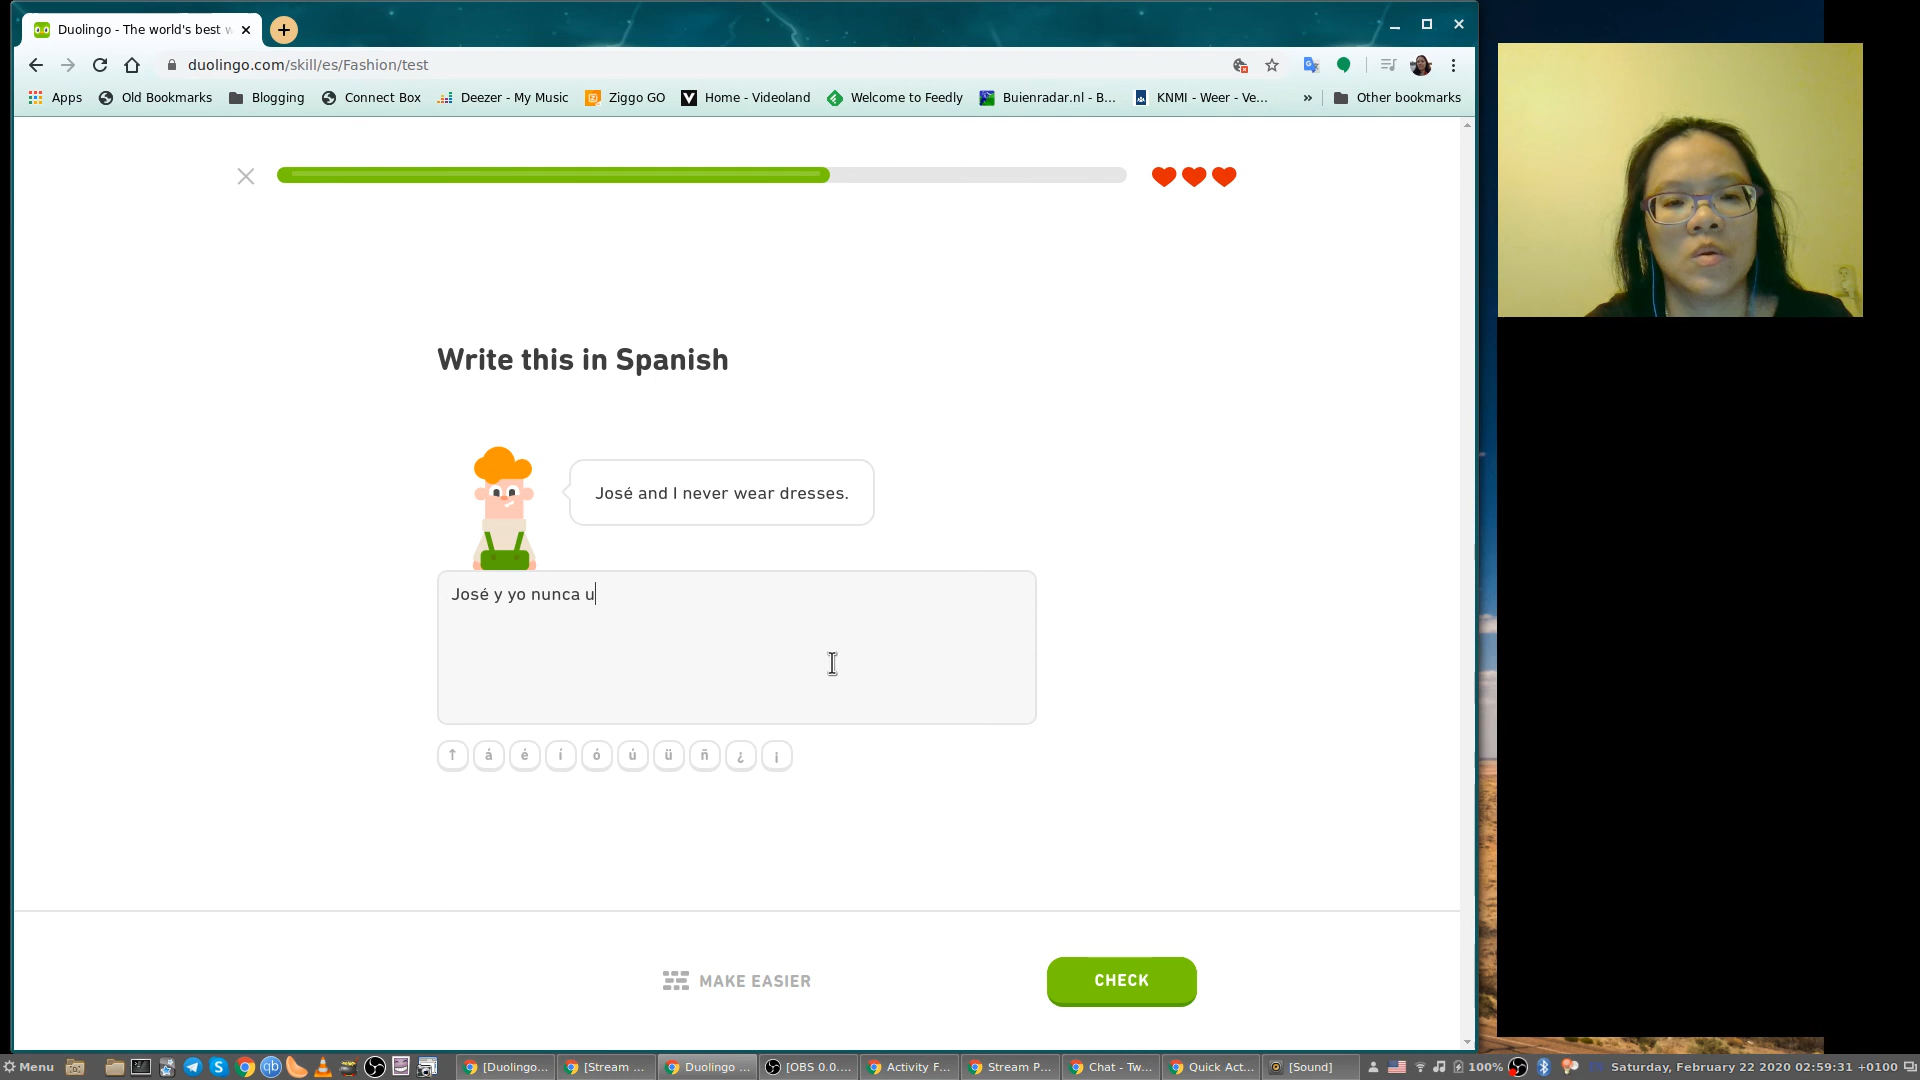 Duolingo - The world's best w
duolingo.com/skill/es/Fashion/test
Apps Old Bookmarks Blogging Connect Box Deezer - My Music Ziggo GO Home - Videoland Welcome to Feedly Buienradar.nl - B... KNMI - Weer - Ve... » Other bookmarks
Write this in Spanish
José and I never wear dresses.
José y yo nunca u
↑ á é í ó ú ü ñ ¿ ¡
MAKE EASIER
CHECK
Menu [Duolingo... [Stream ... Duolingo ... [OBS 0.0.... Activity F... Stream P... Chat - Tw... Quick Act... [Sound] 100% Saturday, February 22 2020 02:59:31 +0100